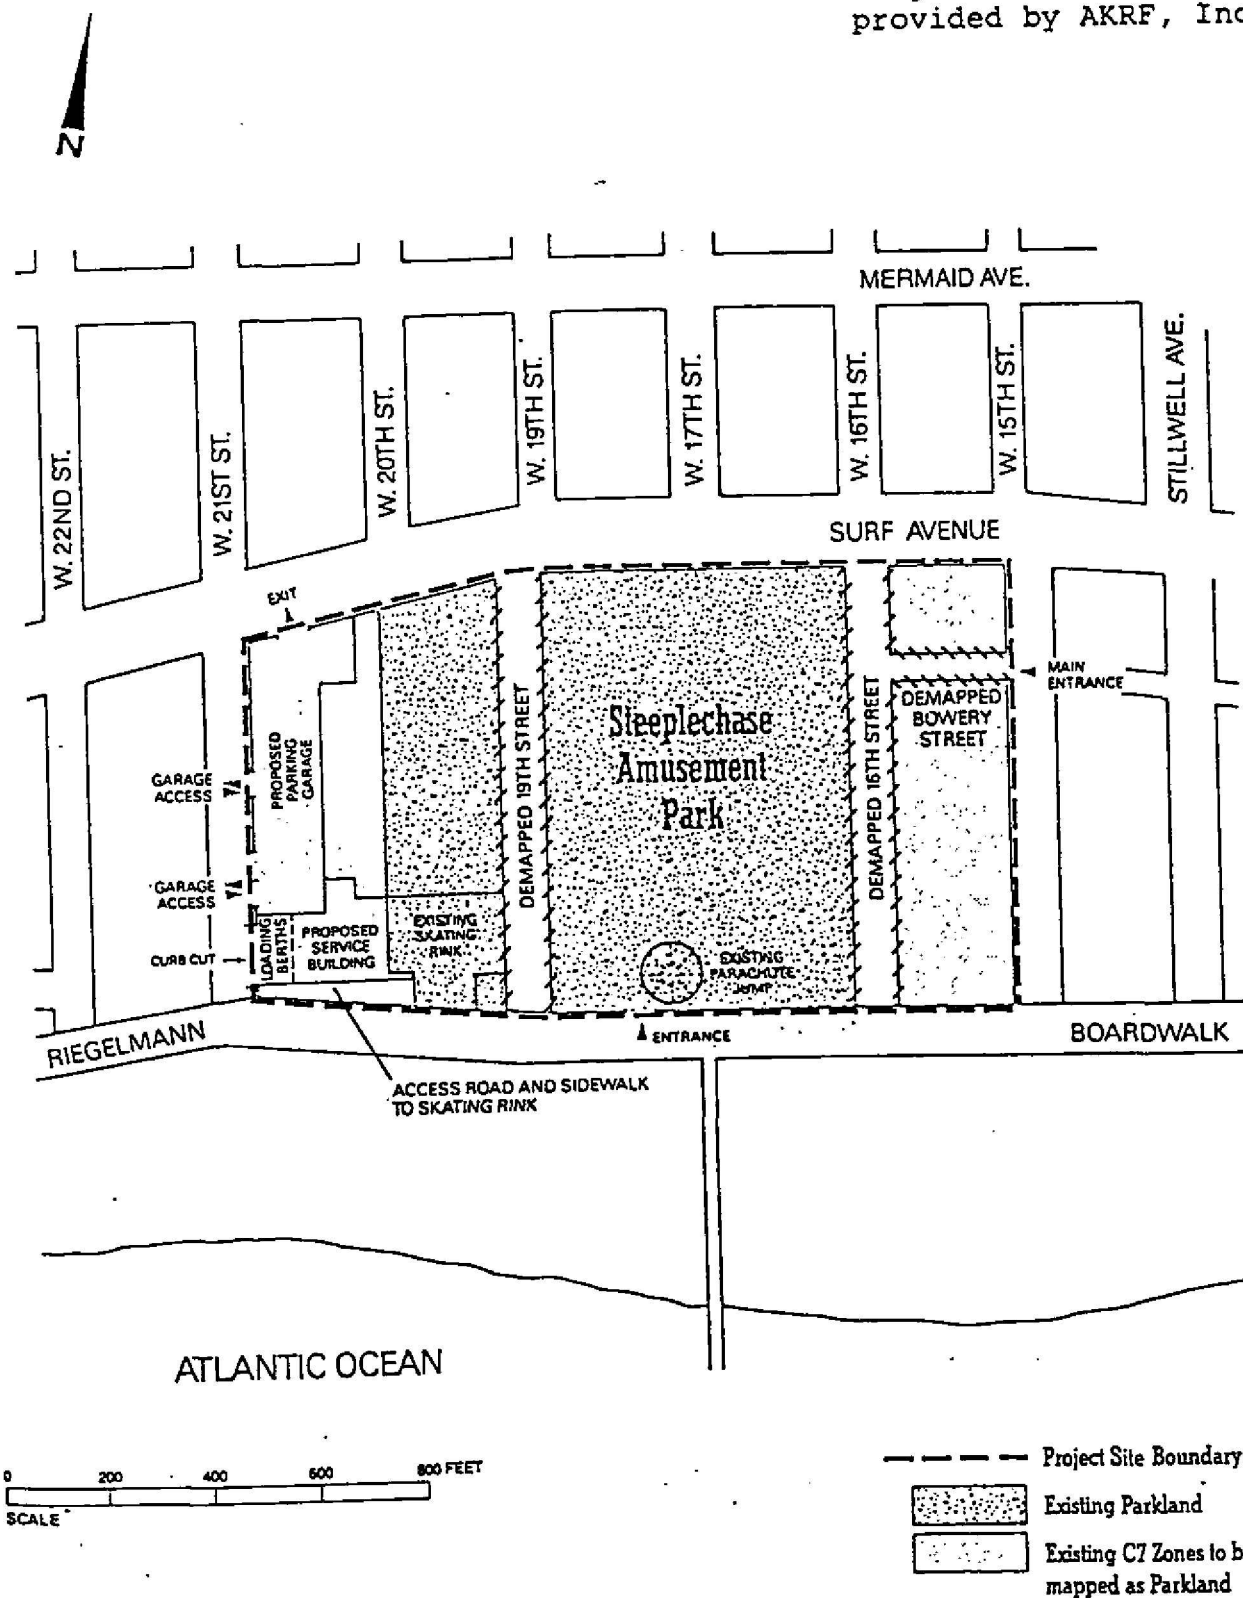 provided by AKRF, Inc
N
MERMAID AVE.
W. 22ND ST.
W. 21ST ST.
W. 20TH ST.
W. 19TH ST.
W. 17TH ST.
W. 16TH ST.
W. 15TH ST.
STILLWELL AVE.
SURF AVENUE
EXIT
MAIN
ENTRANCE
DEMAPPED
BOWERY
STREET
DEMAPPED 16TH STREET
DEMAPPED 19TH STREET
Steeplechase
Amusement
Park
PROPOSED
PARKING
GARAGE
GARAGE
ACCESS
GARAGE
ACCESS
CURB CUT
LOADING
BERTHS
PROPOSED
SERVICE
BUILDING
EXISTING
SKATING
RINK
EXISTING
PARACHUTE
JUMP
ENTRANCE
RIEGELMANN
BOARDWALK
ACCESS ROAD AND SIDEWALK
TO SKATING RINK
ATLANTIC OCEAN
0 200 400 600 800 FEET
SCALE
Project Site Boundary
Existing Parkland
Existing C7 Zones to b
mapped as Parkland